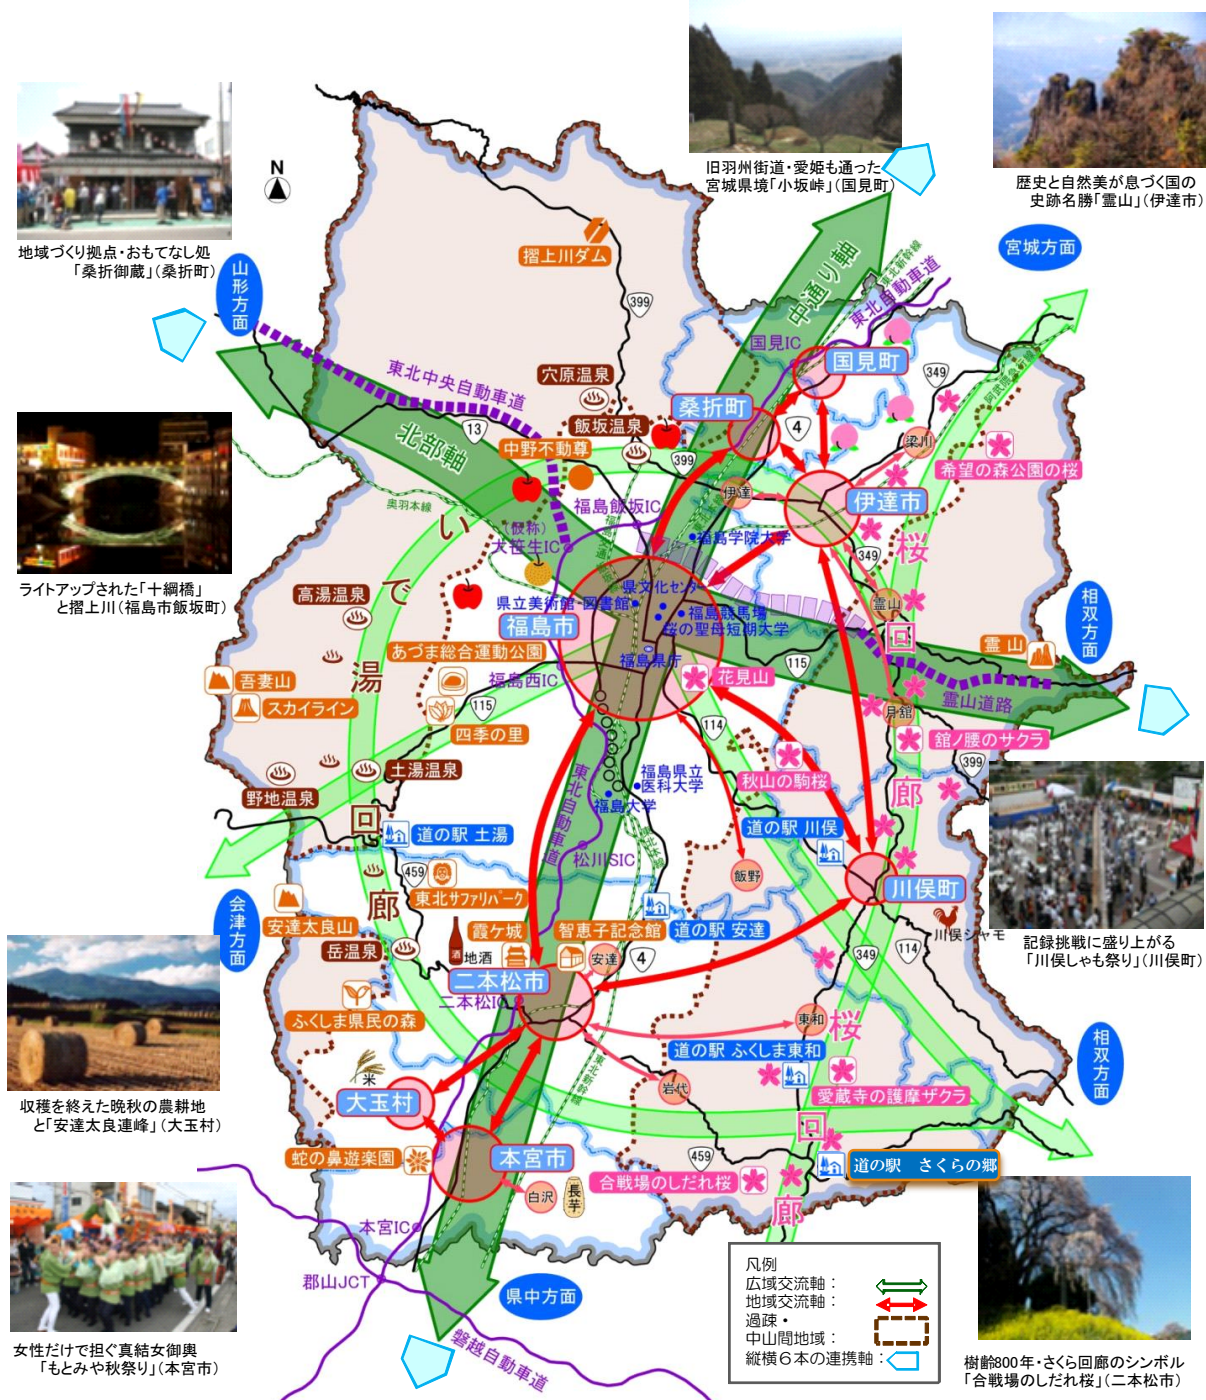 旧羽州街道・愛姫も通った
宮城県境「小坂峠」（国見町）
歴史と自然美が息づく国の
史跡名勝「霊山」（伊達市）
地域づくり拠点・おもてなし処
「桑折御蔵」（桑折町）
N
山形方面
宮城方面
摺上川ダム
399
中通り軸
東北新幹線
東北自動車道
国見IC
国見町
349
阿武隈急行線
東北中央自動車道
穴原温泉
桑折町
4
北部軸
13
飯坂温泉
中野不動尊
399
梁川
希望の森公園の桜
伊達
伊達市
奥羽本線
福島飯坂IC
（仮称）
大笹生IC
福島学院大学
349
桜
ライトアップされた「十綱橋」
と摺上川（福島市飯坂町）
い
で
湯
回
廊
高湯温泉
県文化センター
県立美術館・図書館
福島競馬場
桜の聖母短期大学
福島市
福島県庁
霊山
回
相双方面
霊 山
あづま総合運動公園
福島西IC
115
花見山
吾妻山
スカイライン
115
四季の里
114
月舘
霊山道路
舘ノ腰のサクラ
399
秋山の駒桜
土湯温泉
野地温泉
福島県立
医科大学
福島大学
東北自動車道
廊
道の駅 土湯
道の駅 川俣
松川SIC
飯野
川俣町
459
東北サファリパーク
会津方面
安達太良山
岳温泉
霞ケ城
智恵子記念館
道の駅 安達
酒
地酒
安達
4
川俣シャモ
349
114
記録挑戦に盛り上がる
「川俣しゃも祭り」（川俣町）
二本松市
二本松IC
ふくしま県民の森
東和
桜
道の駅 ふくしま東和
相双方面
収穫を終えた晩秋の農耕地
と「安達太良連峰」（大玉村）
米
大玉村
東北新幹線
岩代
愛蔵寺の護摩ザクラ
回
蛇の鼻遊楽園
本宮市
459
道の駅 さくらの郷
合戦場のしだれ桜
白沢
長芋
廊
本宮IC
郡山JCT
県中方面
磐越自動車道
凡例
広域交流軸：
地域交流軸：
過疎・
中山間地域：
縦横６本の連携軸：
女性だけで担ぐ真結女御輿
「もとみや秋祭り」（本宮市）
樹齢800年・さくら回廊のシンボル
「合戦場のしだれ桜」（二本松市）